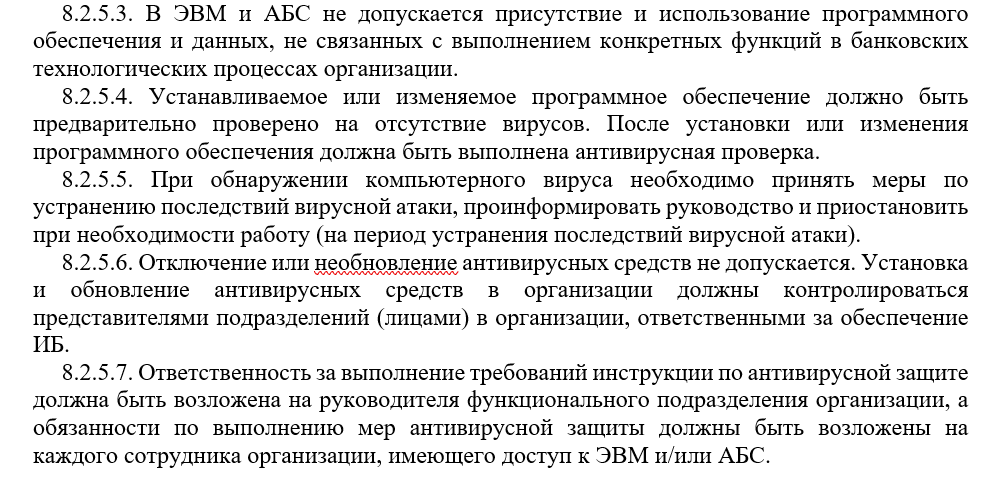 8.2.5.3. В ЭВМ и АБС не допускается присутствие и использование программного
обеспечения и данных, не связанных с выполнением конкретных функций в банковских
технологических процессах организации.
8.2.5.4. Устанавливаемое или изменяемое программное обеспечение должно быть
предварительно проверено на отсутствие вирусов. После установки или изменения
программного обеспечения должна быть выполнена антивирусная проверка.
8.2.5.5. При обнаружении компьютерного вируса необходимо принять меры по
устранению последствий вирусной атаки, проинформировать руководство и приостановить
при необходимости работу (на период устранения последствий вирусной атаки).
8.2.5.6. Отключение или необновление антивирусных средств не допускается. Установка
и обновление антивирусных средств в организации должны контролироваться
представителями подразделений (лицами) в организации, ответственными за обеспечение
ИБ.
8.2.5.7. Ответственность за выполнение требований инструкции по антивирусной защите
должна быть возложена на руководителя функционального подразделения организации, а
обязанности по выполнению мер антивирусной защиты должны быть возложены на
каждого сотрудника организации, имеющего доступ к ЭВМ и/или АБС.